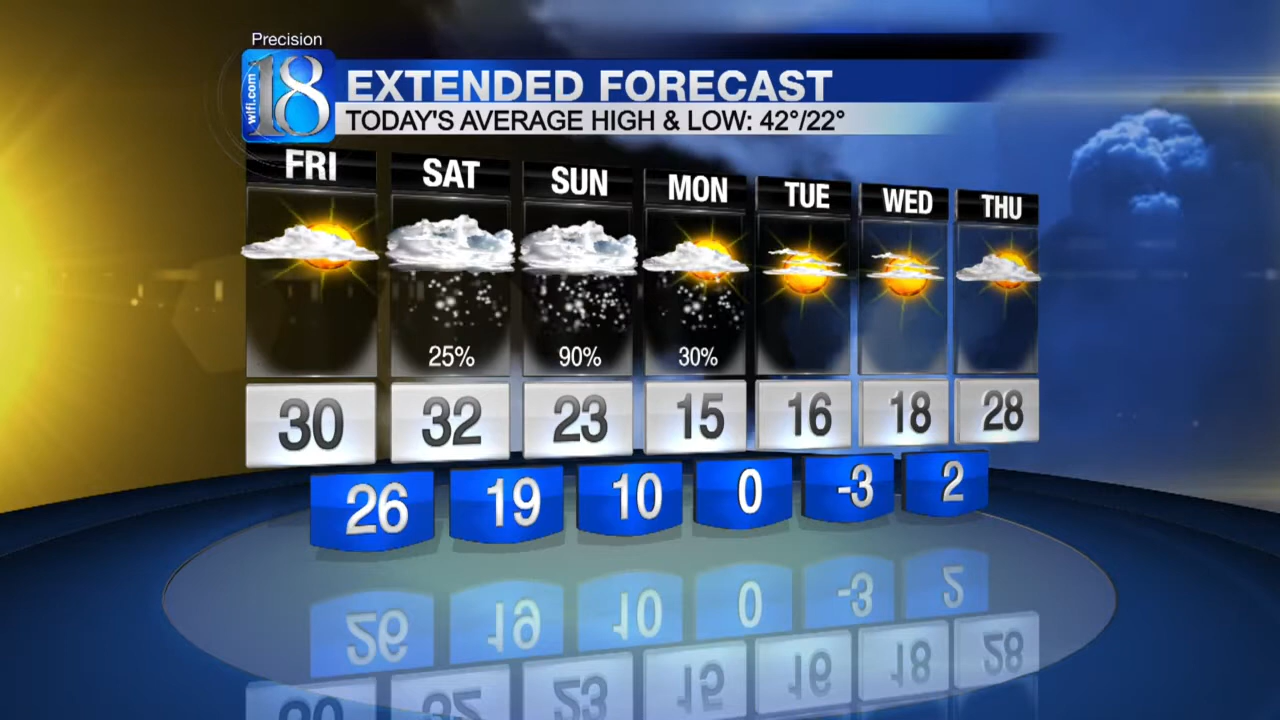 Precision
wlfi.com
18
EXTENDED FORECAST
TODAY'S AVERAGE HIGH & LOW: 42°/22°
FRI SAT SUN MON TUE WED THU
25% 90% 30%
30 32 23 15 16 18 28
26 19 10 0 -3 2